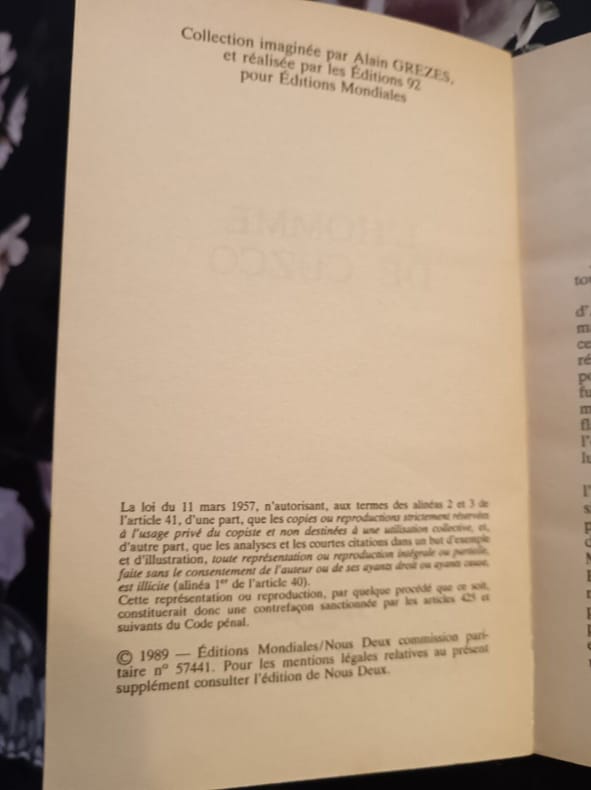 Collection imaginée par Alain GREZES,
et réalisée par les Éditions 92
pour Éditions Mondiales
L'HOMME
DE CUZCO
La loi du 11 mars 1957, n'autorisant, aux termes des alinéas 2 et 3 de
l'article 41, d'une part, que les copies ou reproductions strictement réservées
à l'usage privé du copiste et non destinées à une utilisation collective, et,
d'autre part, que les analyses et les courtes citations dans un but d'exemple
et d'illustration, toute représentation ou reproduction intégrale ou partielle,
faite sans le consentement de l'auteur ou de ses ayants droit ou ayants cause,
est illicite (alinéa 1er de l'article 40).
Cette représentation ou reproduction, par quelque procédé que ce soit,
constituerait donc une contrefaçon sanctionnée par les articles 425 et
suivants du Code pénal.
© 1989 — Éditions Mondiales/Nous Deux commission pari-
taire n° 57441. Pour les mentions légales relatives au présent
supplément consulter l'édition de Nous Deux.